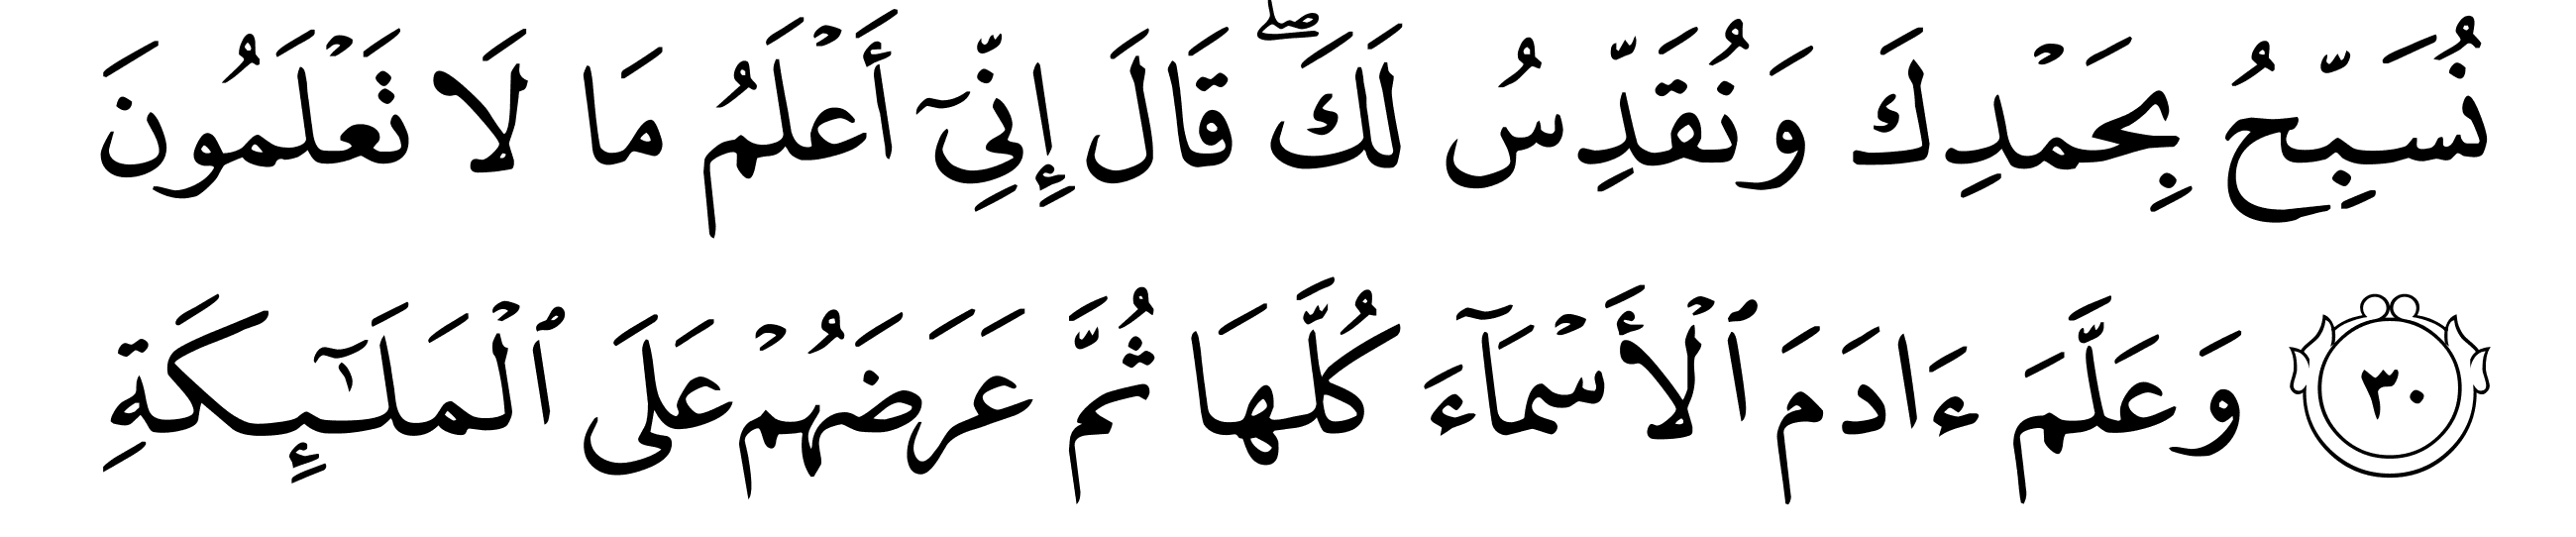 نُسَبِّحُ بِحَمْدِكَ وَنُقَدِّسُ لَكَۖ قَالَ إِنِّيٓ أَعْلَمُ مَا لَا تَعْلَمُونَ
٣٠ وَعَلَّمَ ءَادَمَ ٱلْأَسْمَآءَ كُلَّهَا ثُمَّ عَرَضَهُمْ عَلَى ٱلْمَلَٰٓئِكَةِ